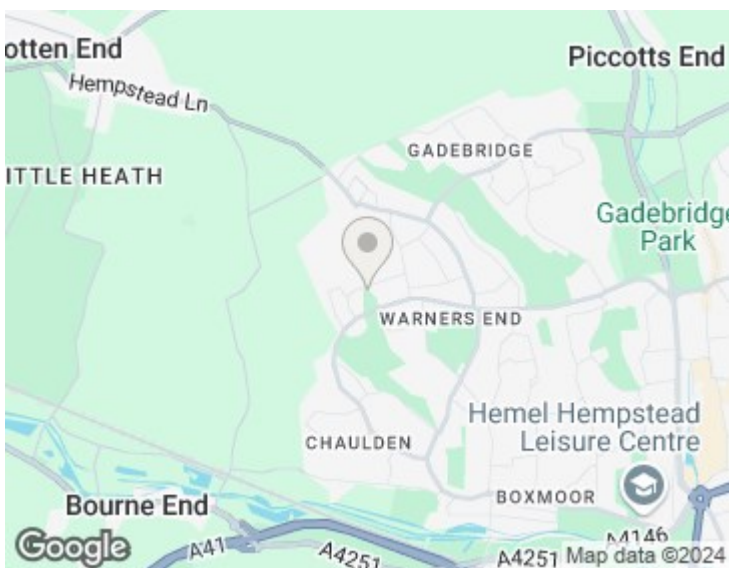 otten End
Piccotts End
Hempstead Ln
GADEBRIDGE
ITTLE HEATH
Gadebridge
Park
WARNERS END
Hemel Hempstead
Leisure Centre
CHAULDEN
BOXMOOR
Bourne End
A4146
Google
A41
A4251
A4251
Map data ©2024